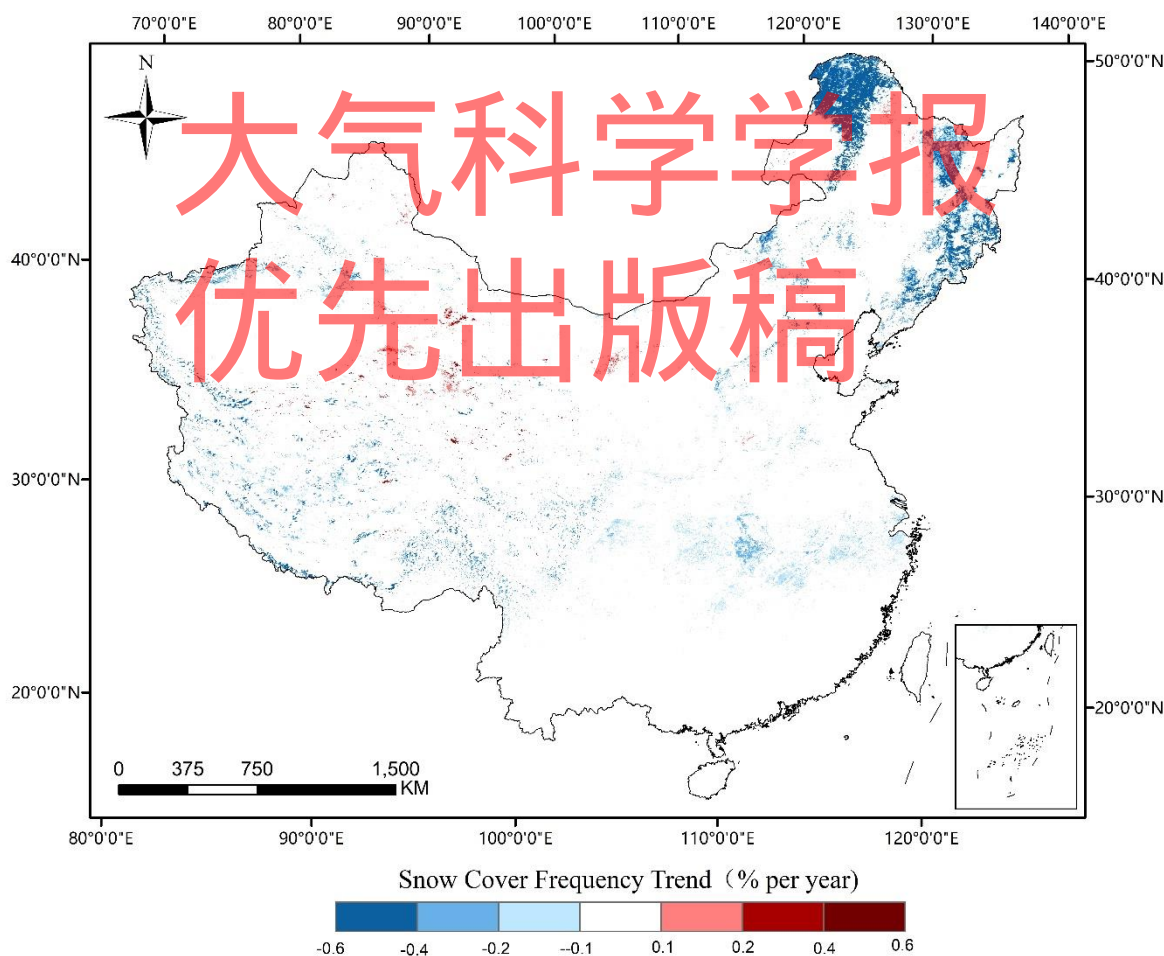 70°0'0"E 80°0'0"E 90°0'0"E 100°0'0"E 110°0'0"E 120°0'0"E 130°0'0"E 140°0'0"E
N
50°0'0"N
大气科学学报
40°0'0"N 40°0'0"N
优先出版稿
30°0'0"N 30°0'0"N
20°0'0"N 20°0'0"N
0 375 750 1,500
KM
80°0'0"E 90°0'0"E 100°0'0"E 110°0'0"E 120°0'0"E
Snow Cover Frequency Trend（% per year)
-0.6 -0.4 -0.2 --0.1 0.1 0.2 0.4 0.6